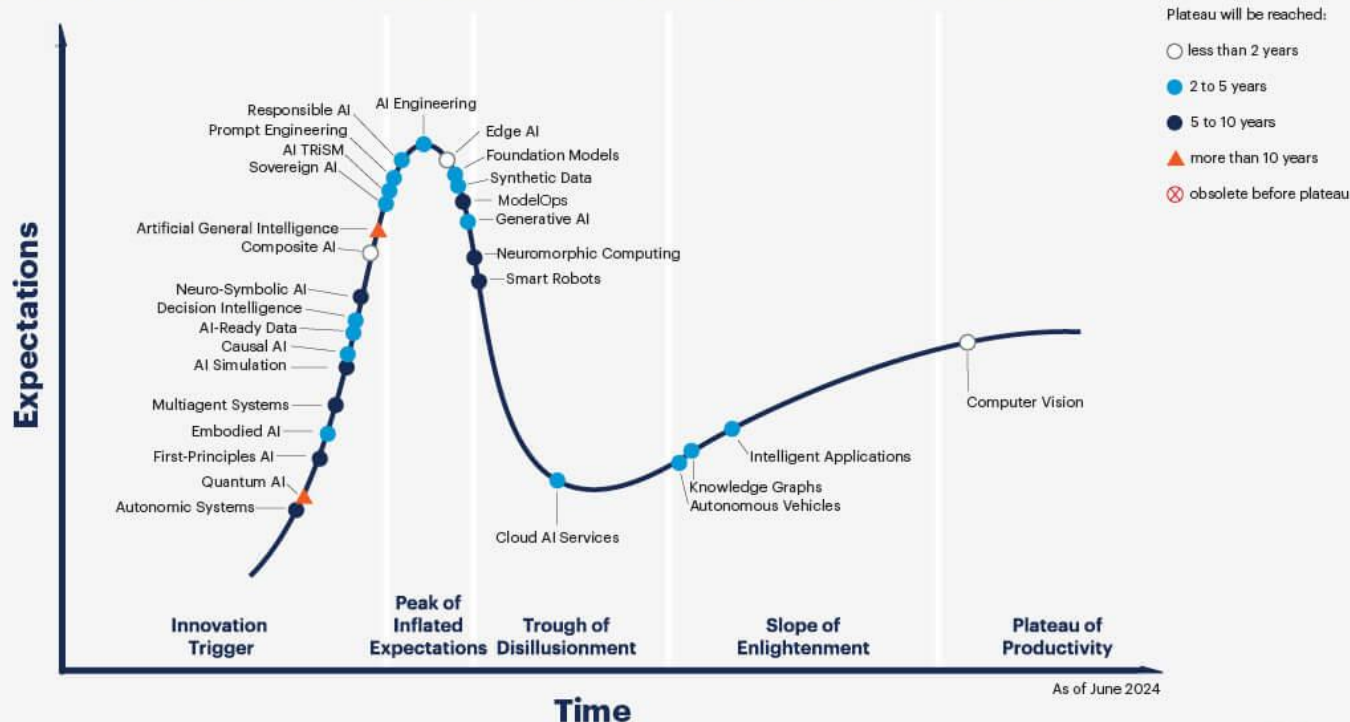 Plateau will be reached:
less than 2 years
2 to 5 years
5 to 10 years
more than 10 years
obsolete before plateau
Expectations
AI Engineering
Responsible AI
Prompt Engineering
AI TRiSM
Sovereign AI
Artificial General Intelligence
Composite AI
Neuro-Symbolic AI
Decision Intelligence
AI-Ready Data
Causal AI
AI Simulation
Multiagent Systems
Embodied AI
First-Principles AI
Quantum AI
Autonomic Systems
Edge AI
Foundation Models
Synthetic Data
ModelOps
Generative AI
Neuromorphic Computing
Smart Robots
Cloud AI Services
Computer Vision
Intelligent Applications
Knowledge Graphs
Autonomous Vehicles
Innovation
Trigger
Peak of
Inflated
Expectations
Trough of
Disillusionment
Slope of
Enlightenment
Plateau of
Productivity
As of June 2024
Time